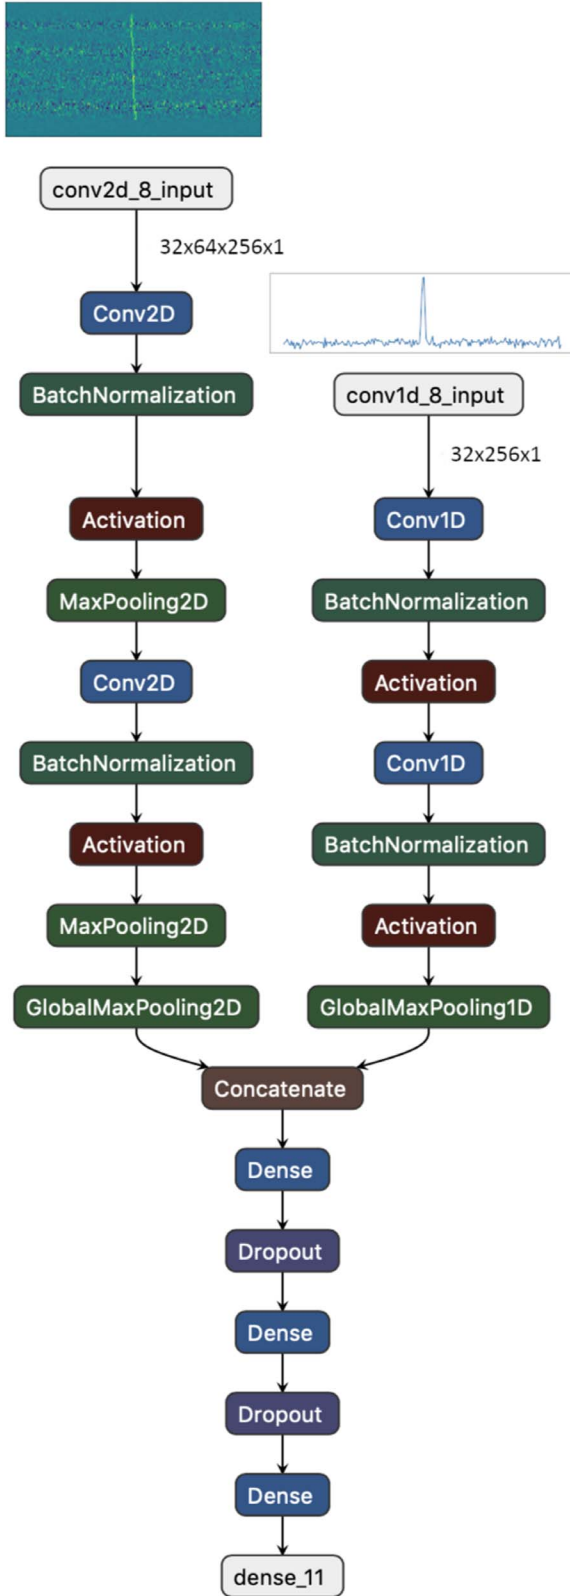 conv2d_8_input
32x64x256x1
Conv2D
BatchNormalization
Activation
MaxPooling2D
Conv2D
BatchNormalization
Activation
MaxPooling2D
GlobalMaxPooling2D
conv1d_8_input
32x256x1
Conv1D
BatchNormalization
Activation
Conv1D
BatchNormalization
Activation
GlobalMaxPooling1D
Concatenate
Dense
Dropout
Dense
Dropout
Dense
dense_11